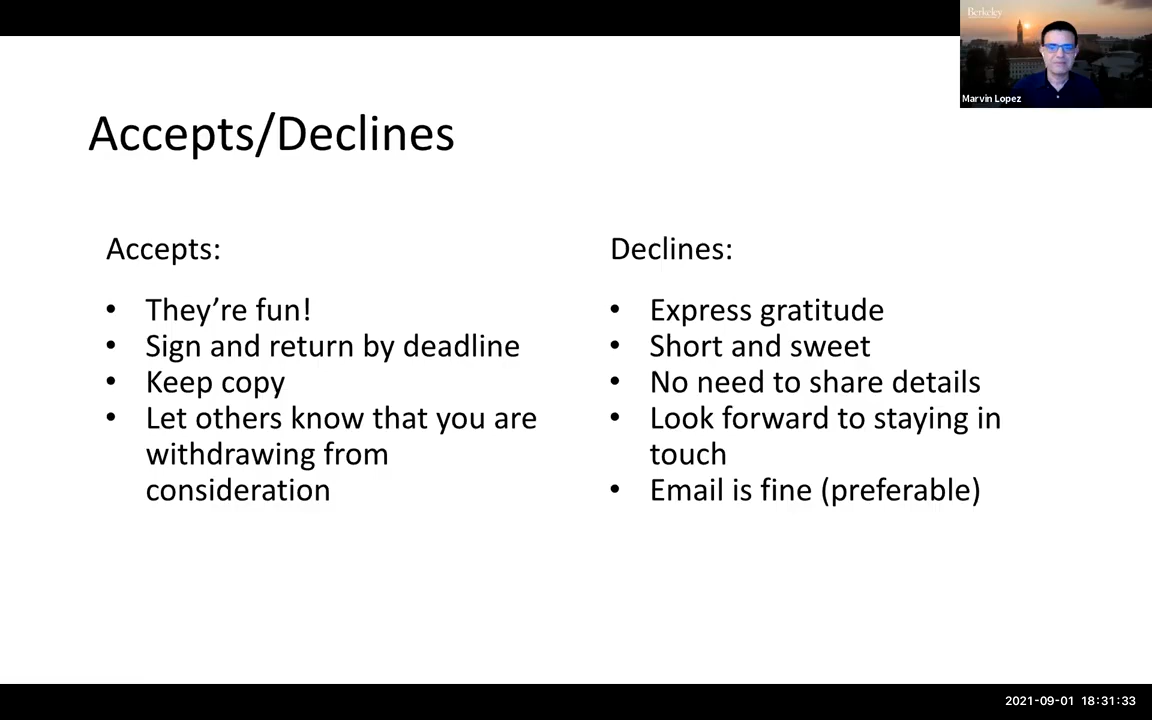 Berkeley
Marvin Lopez
Accepts/Declines
Accepts:
• They’re fun!
• Sign and return by deadline
• Keep copy
• Let others know that you are
withdrawing from
consideration
Declines:
• Express gratitude
• Short and sweet
• No need to share details
• Look forward to staying in
touch
• Email is fine (preferable)
2021-09-01 18:31:33